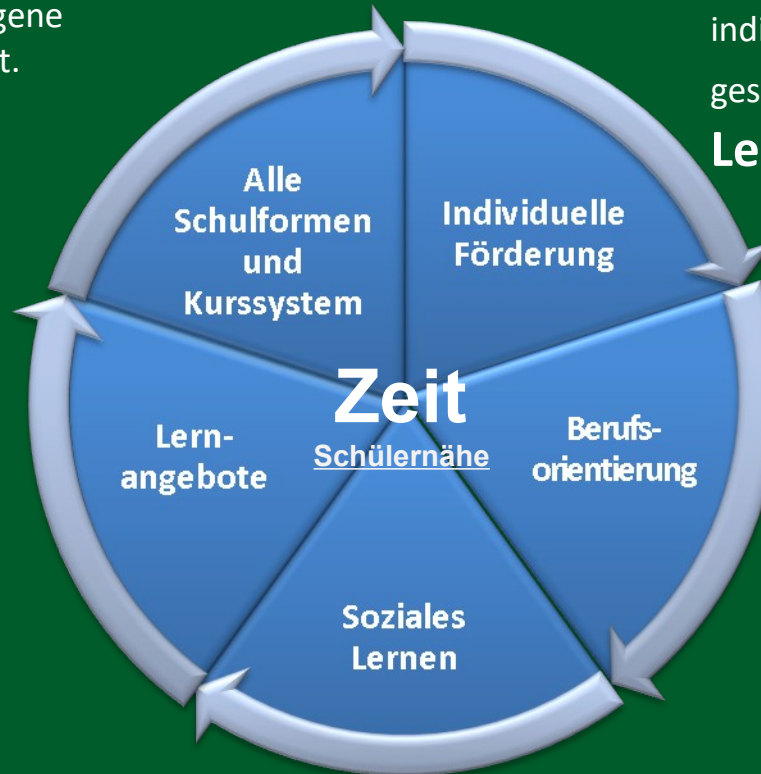 t.
Alle
Schulformen
und
Kurssystem
Individuelle
Förderung
Zeit
Schülernähe
Lern-
angebote
Berufs-
orientierung
Soziales
Lernen